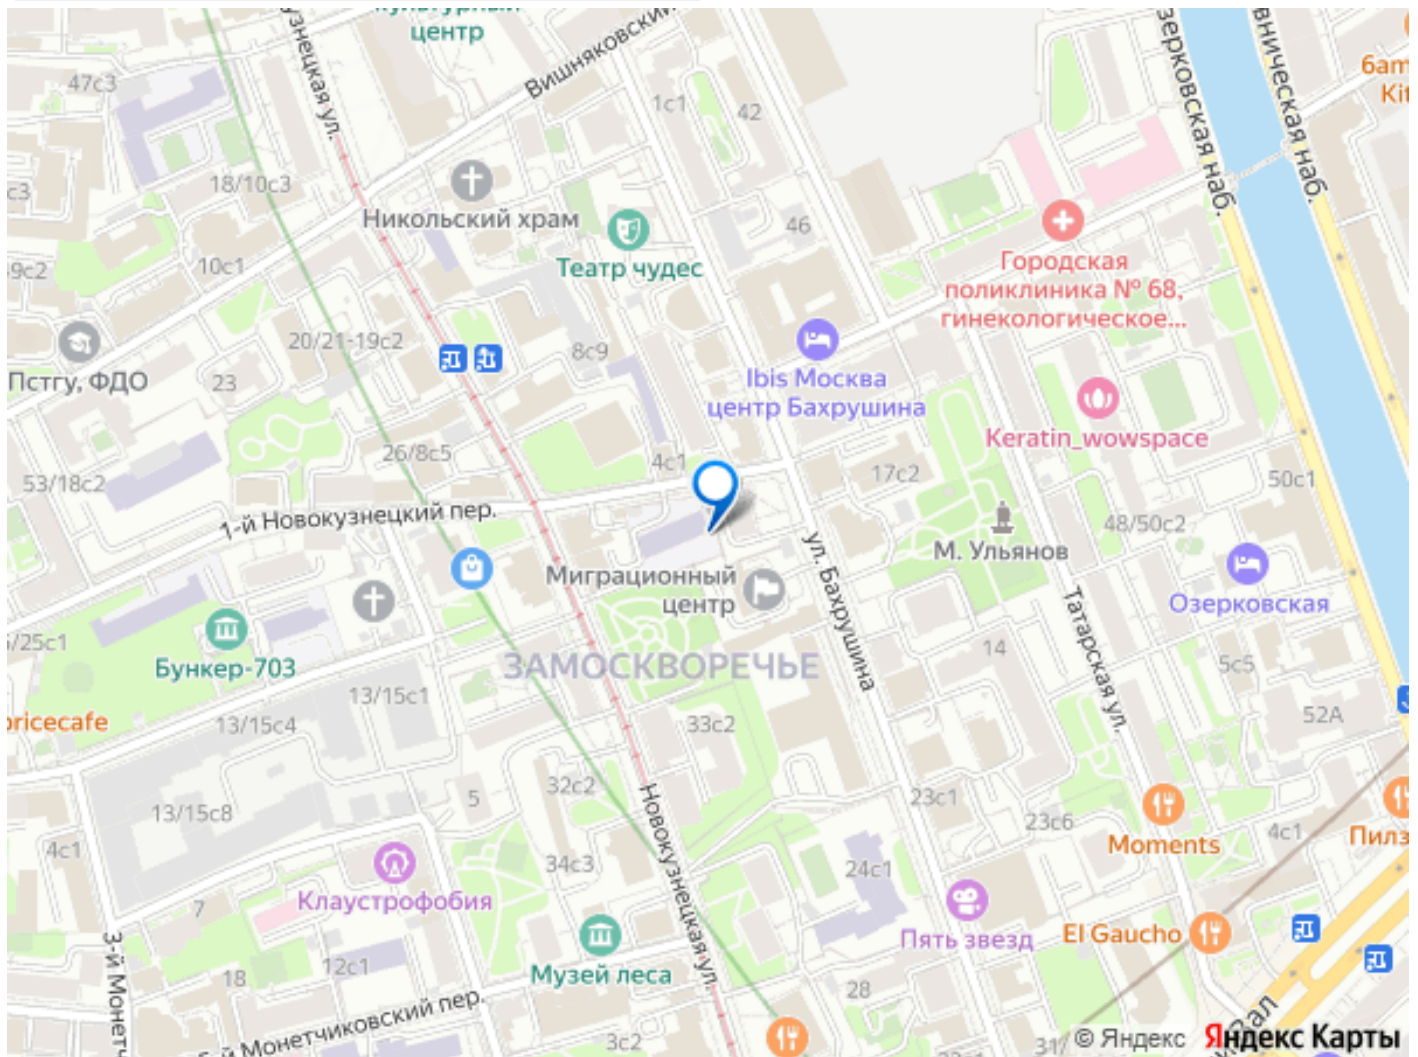 центр
Вишняковский
47с3
1с1
42
18/10с3
Никольский храм
46
Театр чудес
Городская
поликлиника № 68,
гинекологическое...
10с1
20/21-19с2
8с9
Пстгу, ФДО
23
Ibis Москва
центр Бахрушина
Keratin_wowspace
26/8с5
4с1
17с2
53/18с2
50с1
1-й Новокузнецкий пер.
48/50с2
М. Ульянов
ул. Бахрушина
Миграционный
центр
Озерковская
Татарская ул.
Бункер-703
ЗАМОСКВОРЕЧЬЕ
14
5с5
13/15с1
13/15с4
33с2
52А
32с2
5
23с1
23с6
13/15с8
Moments
4с1
4с1
34с3
24с1
Новокузнецкая ул.
Клаустрофобия
7
Пять звезд
El Gaucho
Музей леса
12с1
18
28
3с2
Монетчиковский пер.
© Яндекс
Яндекс Карты